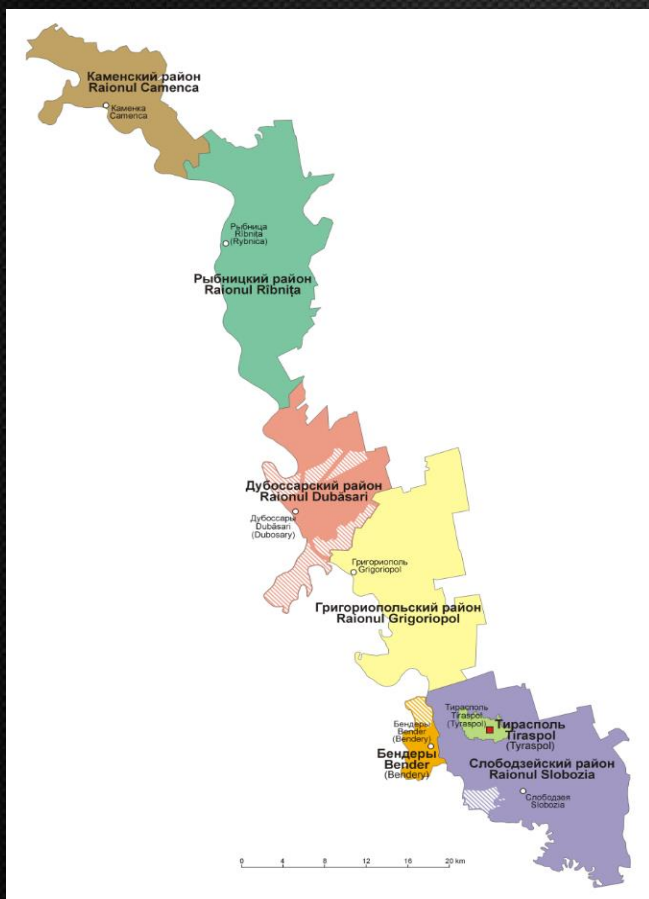 Каменский район
Raionul Camenca
Каменка
Camenca
Рыбница
Rîbnița
(Rybnica)
Рыбницкий район
Raionul Rîbnița
Дубоссарский район
Raionul Dubăsari
Дубоссары
Dubăsari
(Dubosary)
Григориополь
Grigoriopol
Григориопольский район
Raionul Grigoriopol
Тирасполь
Tiraspol
(Tyraspol)
Тирасполь
Tiraspol
(Tyraspol)
Бендеры
Bender
(Bendery)
Бендеры
Bender
(Bendery)
Слободзейский район
Raionul Slobozia
Слободзея
Slobozia
0 4 8 12 16 20 km